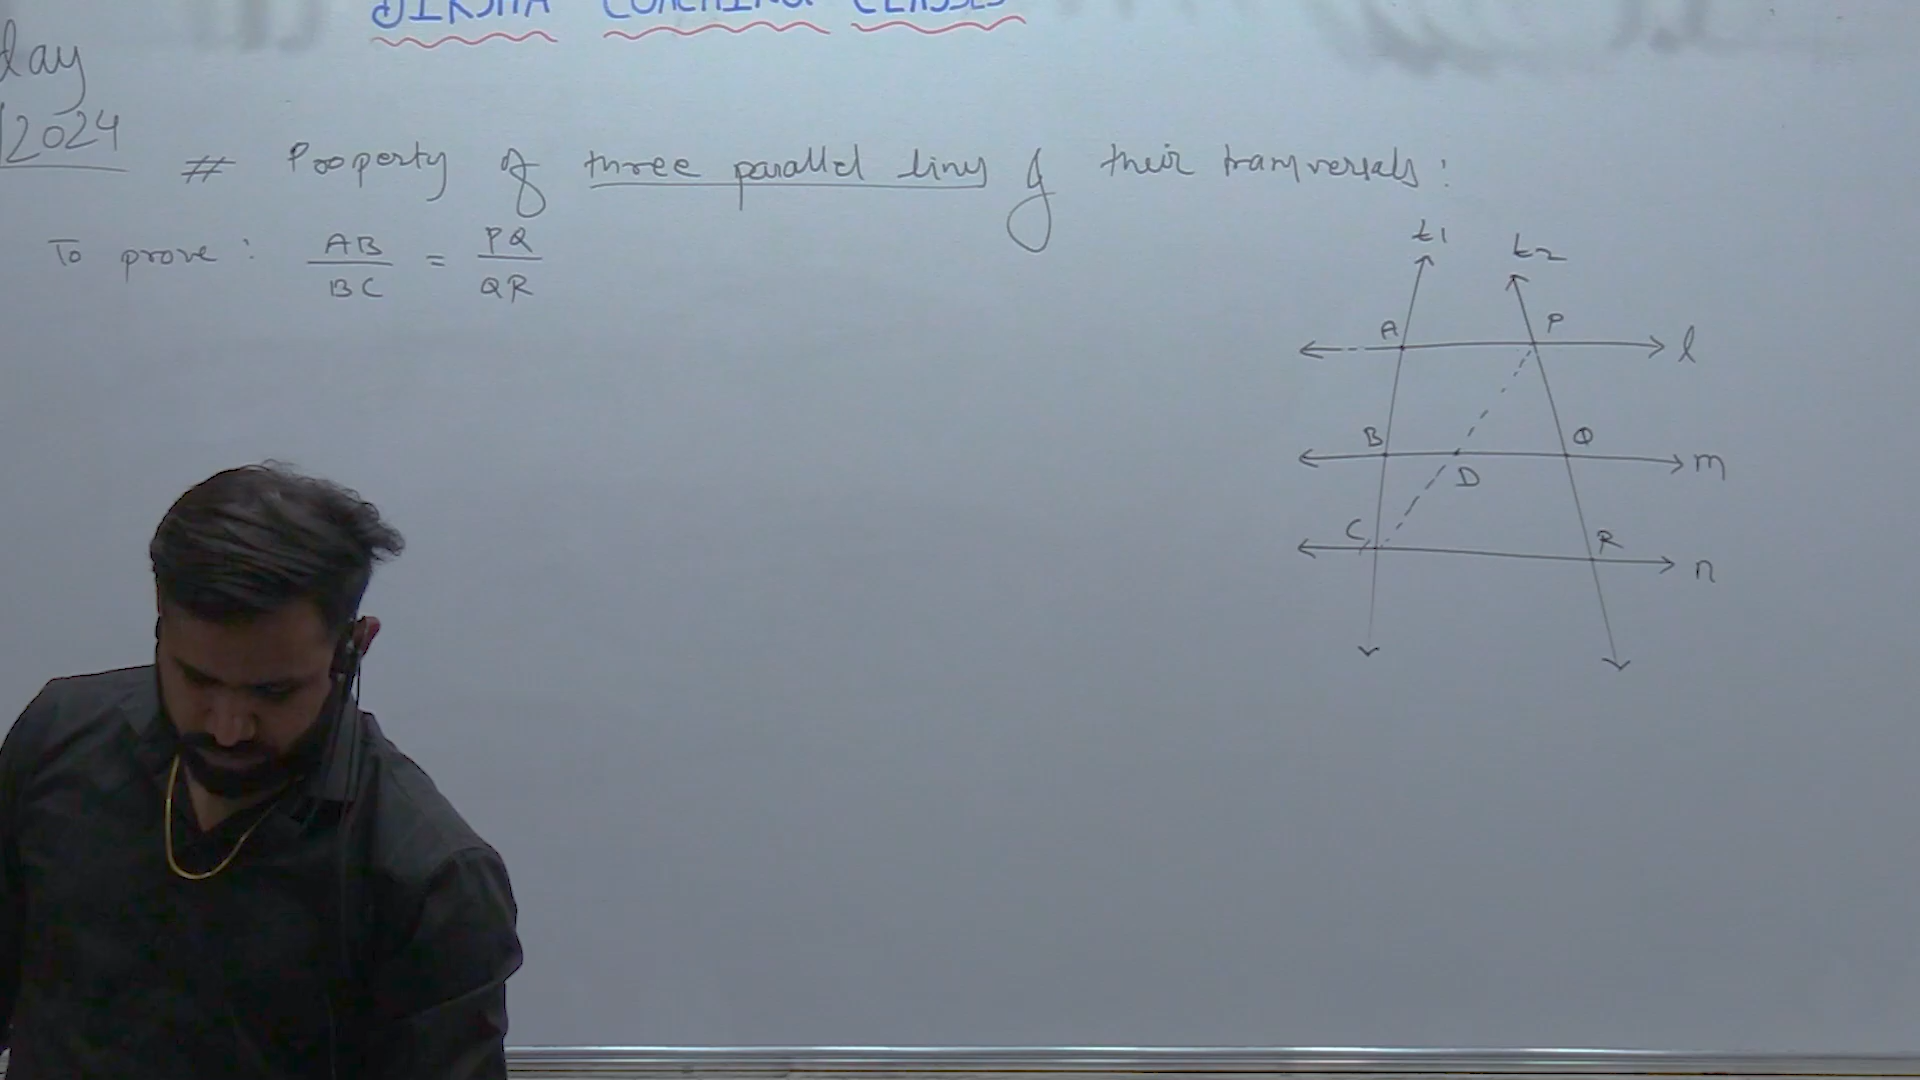 COACHING CLASSES
day
/2024
# Property of three parallel lines & their transversals :
To prove : AB/BC = PQ/QR
t1
t2
A P l
B Q m
D
C R n